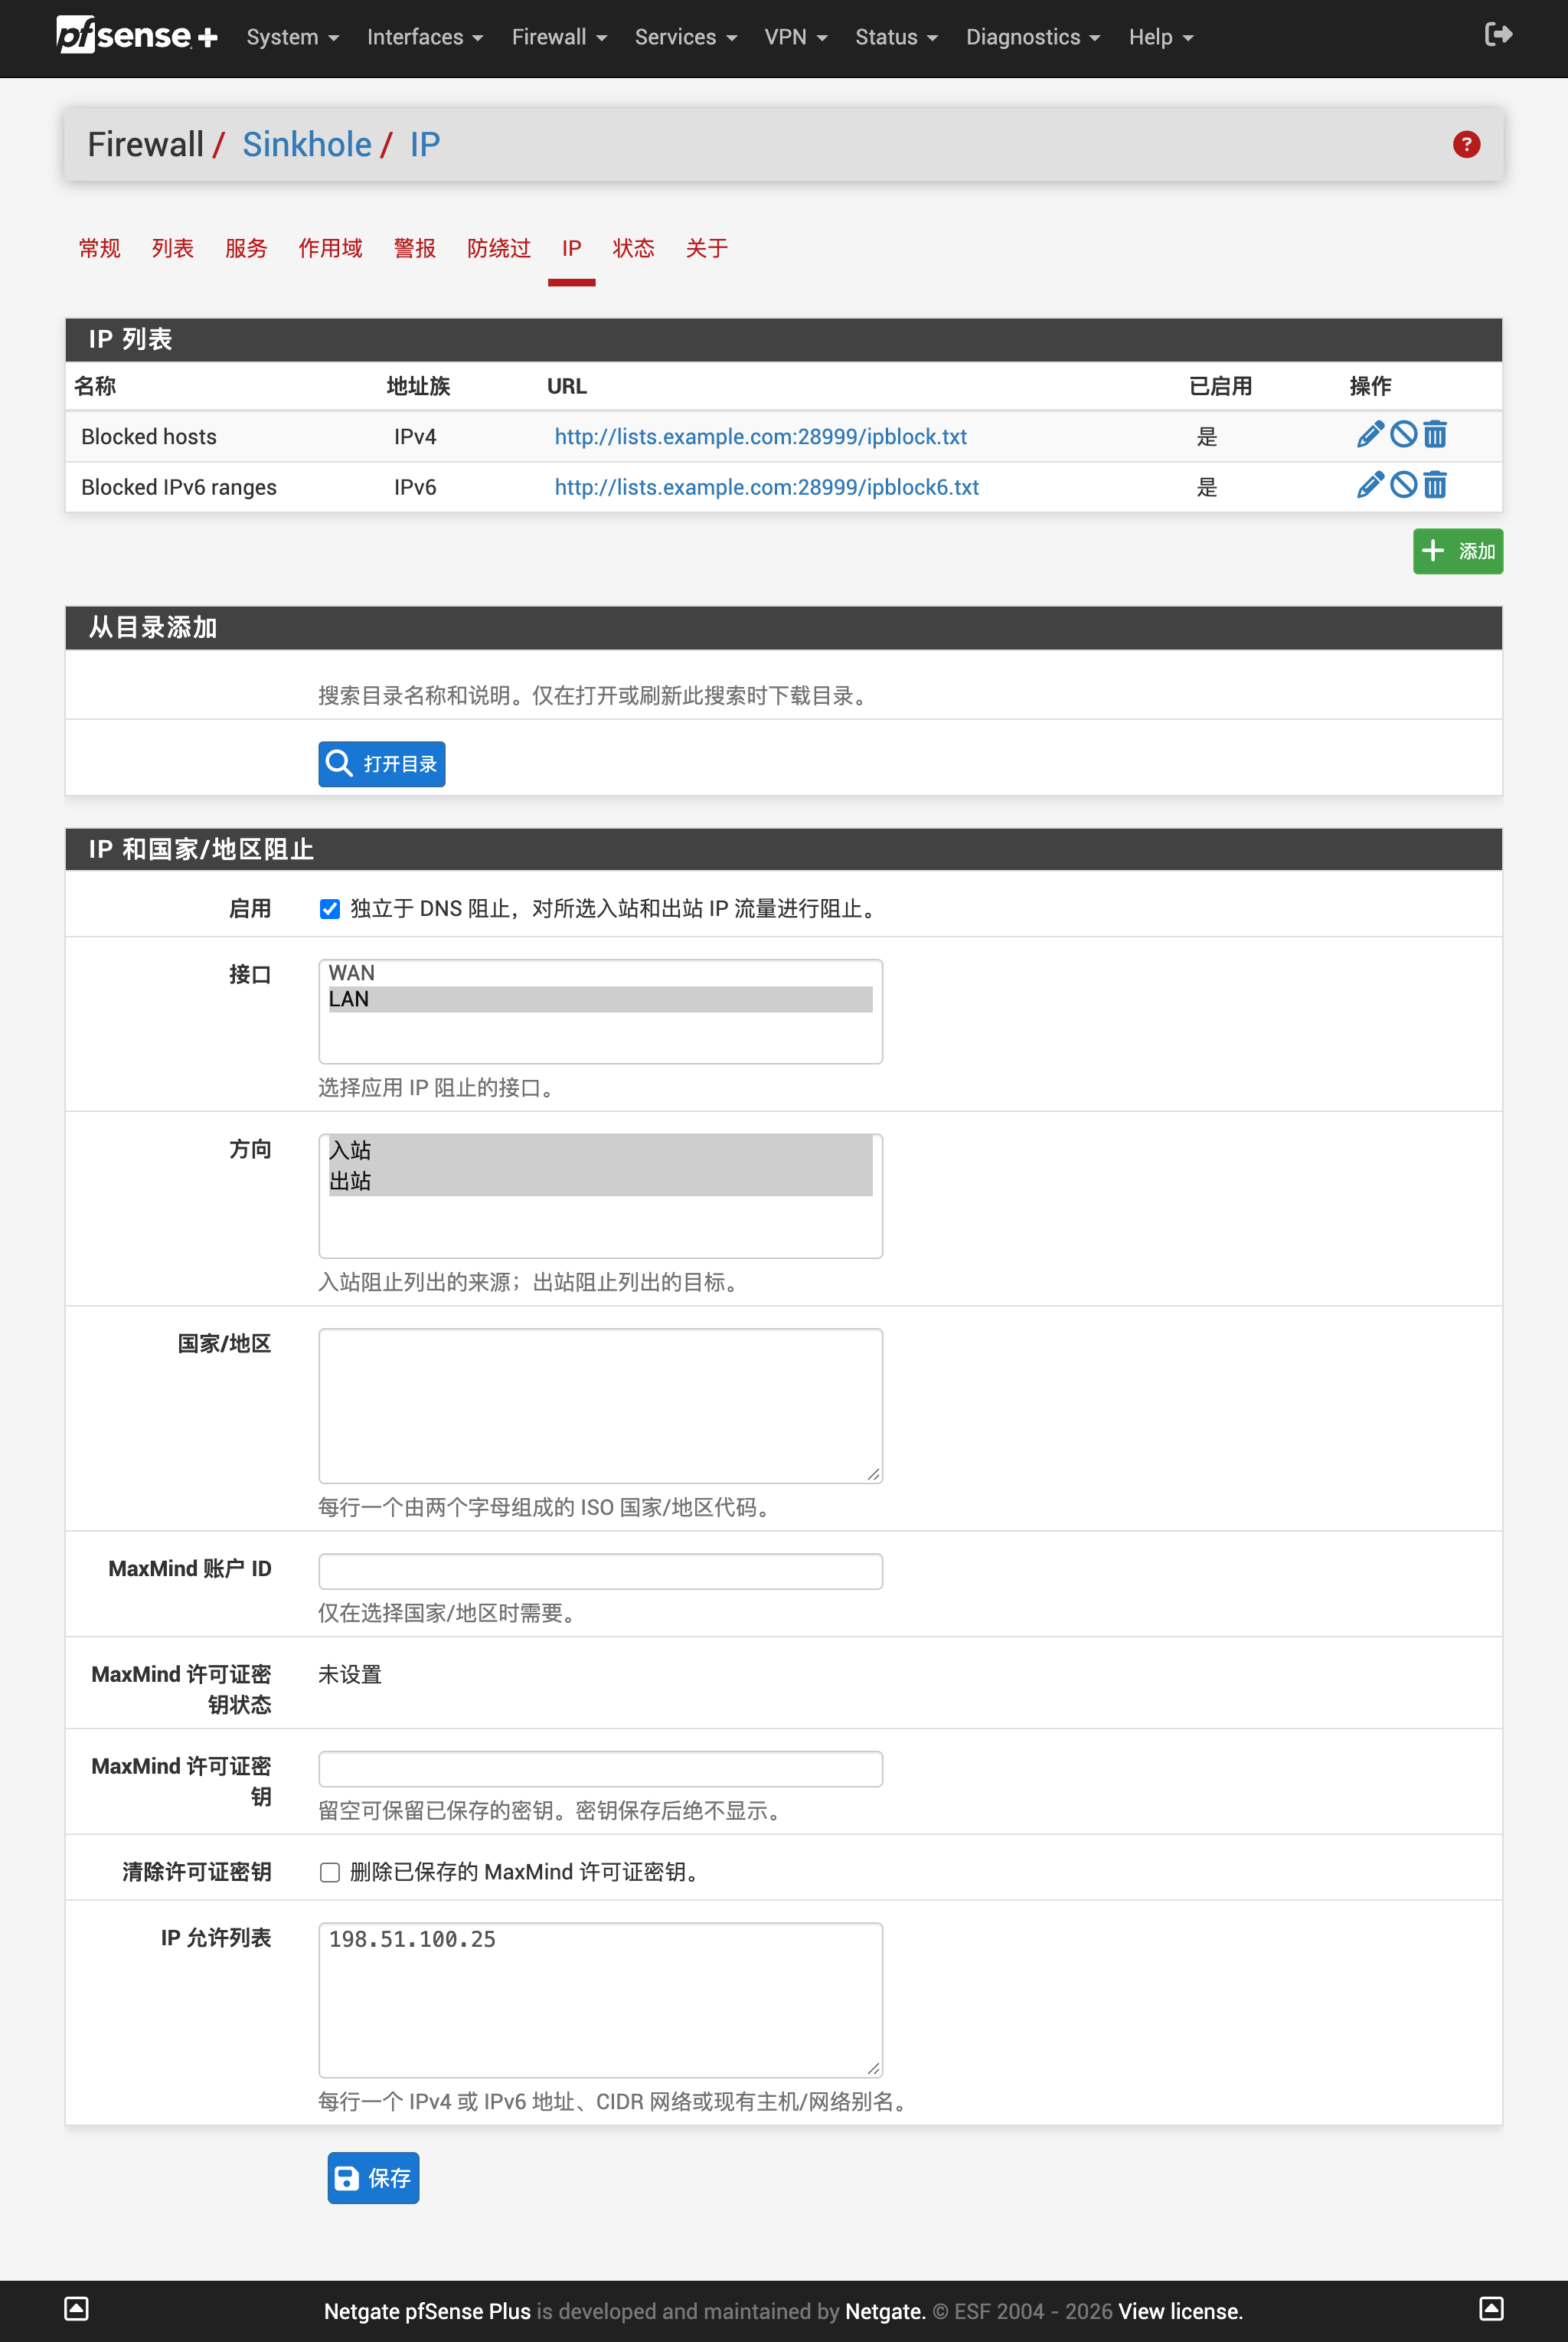 pfsense +
System Interfaces Firewall Services VPN Status Diagnostics Help
Firewall / Sinkhole / IP
?
常规 列表 服务 作用域 警报 防绕过 IP 状态 关于
IP 列表
名称 地址族 URL 已启用 操作
Blocked hosts IPv4 http://lists.example.com:28999/ipblock.txt 是
Blocked IPv6 ranges IPv6 http://lists.example.com:28999/ipblock6.txt 是
添加
从目录添加
搜索目录名称和说明。仅在打开或刷新此搜索时下载目录。
打开目录
IP 和国家/地区阻止
启用 独立于 DNS 阻止，对所选入站和出站 IP 流量进行阻止。
接口 WAN
LAN
选择应用 IP 阻止的接口。
方向 入站
出站
入站阻止列出的来源；出站阻止列出的目标。
国家/地区
每行一个由两个字母组成的 ISO 国家/地区代码。
MaxMind 账户 ID
仅在选择国家/地区时需要。
MaxMind 许可证密 未设置
钥状态
MaxMind 许可证密
钥
留空可保留已保存的密钥。密钥保存后绝不显示。
清除许可证密钥 删除已保存的 MaxMind 许可证密钥。
IP 允许列表 198.51.100.25
每行一个 IPv4 或 IPv6 地址、CIDR 网络或现有主机/网络别名。
保存
Netgate pfSense Plus is developed and maintained by Netgate. © ESF 2004 - 2026 View license.